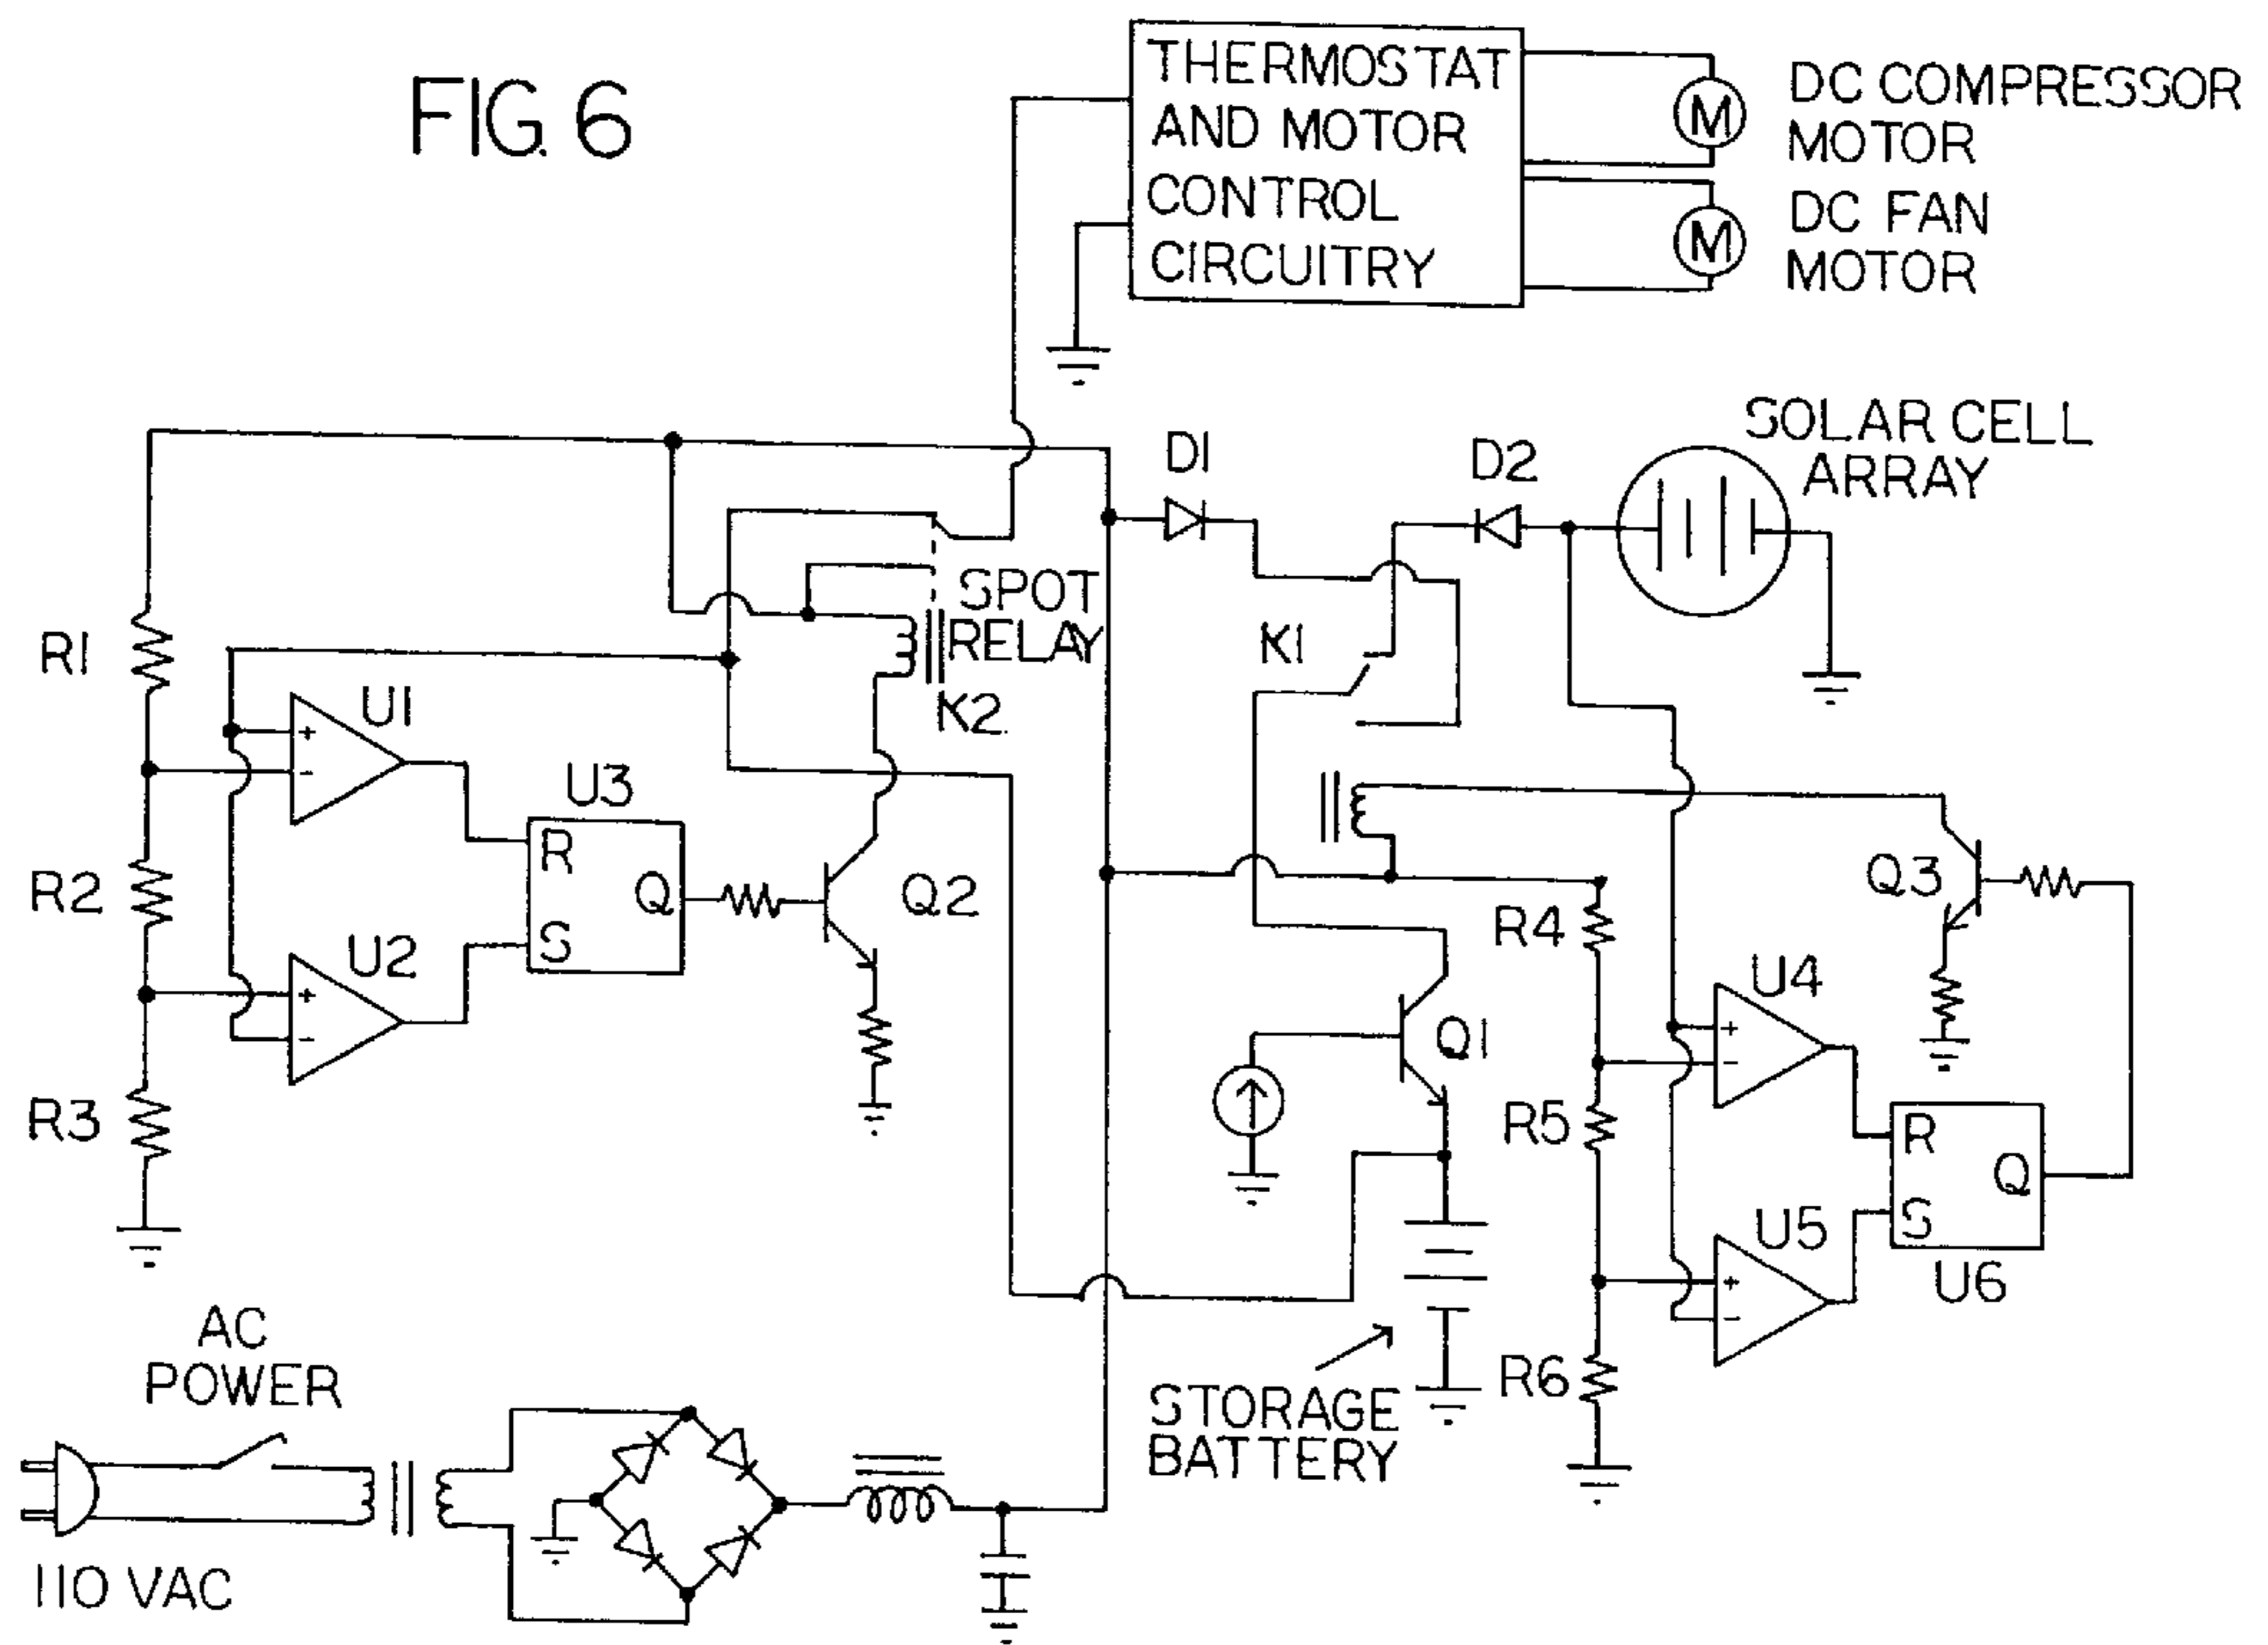 FIG. 6
THERMOSTAT
AND MOTOR
CONTROL
CIRCUITRY
M
DC COMPRESSOR
MOTOR
M
DC FAN
MOTOR
SOLAR CELL
ARRAY
D1
D2
SPOT
RELAY
K2
K1
R1
U1
+
-
U3
R
Q
S
R2
Q2
U2
+
-
R3
Q3
R4
U4
+
-
Q1
R5
R
Q
S
U6
U5
+
-
R6
STORAGE
BATTERY
AC
POWER
110 VAC